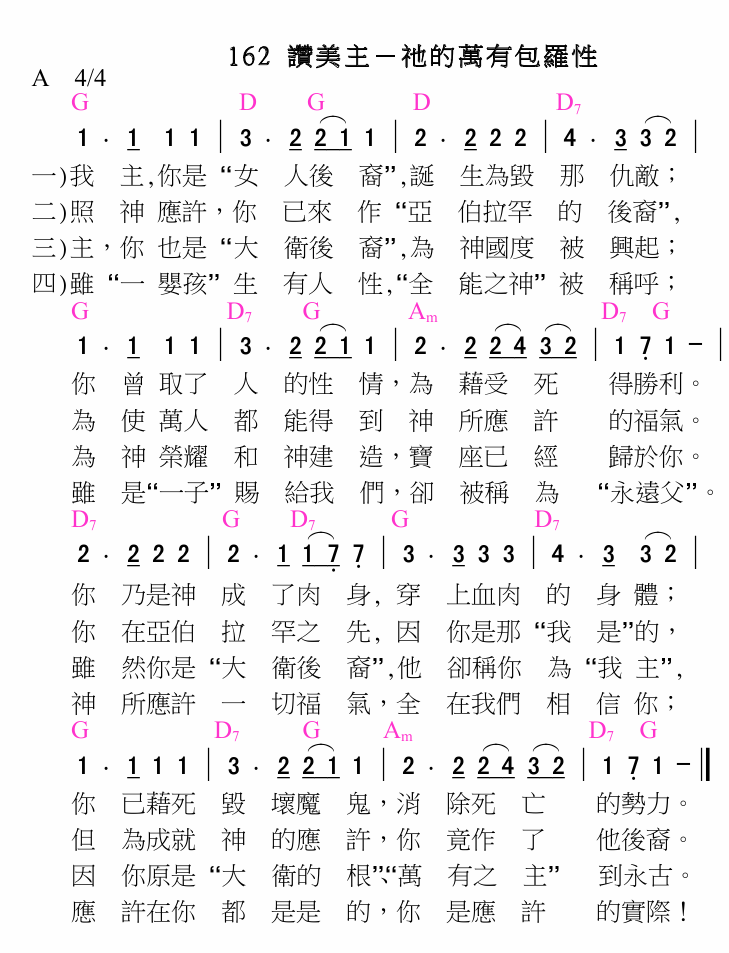 162 讚美主－祂的萬有包羅性
A 4/4
G D G D D7
1 · 1 1 1 | 3 · 2 2 1 1 | 2 · 2 2 2 | 4 · 3 3 2 |
一)我 主,你是 “女 人後 裔”,誕 生為毀 那 仇敵；
二)照 神 應許，你 已來 作 “亞 伯拉罕 的 後裔”,
三)主，你 也是 “大 衛後 裔”,為 神國度 被 興起；
四)雖 “一 嬰孩” 生 有人 性,“全 能之神” 被 稱呼；
G D7 G Am D7 G
1 · 1 1 1 | 3 · 2 2 1 1 | 2 · 2 2 4 3 2 | 1 7 1 - |
你 曾 取了 人 的性 情，為 藉受 死 得勝利。
為 使 萬人 都 能得 到 神 所應 許 的福氣。
為 神 榮耀 和 神建 造，寶 座已 經 歸於你。
雖 是“一子” 賜 給我 們，卻 被稱 為 “永遠父”。
D7 G D7 G D7
2 · 2 2 2 | 2 · 1 1 7 7 | 3 · 3 3 3 | 4 · 3 3 2 |
你 乃是神 成 了肉 身, 穿 上血肉 的 身 體；
你 在亞伯 拉 罕之 先, 因 你是那 “我 是”的，
雖 然你是 “大 衛後 裔”,他 卻稱你 為 “我 主”,
神 所應許 一 切福 氣，全 在我們 相 信 你；
G D7 G Am D7 G
1 · 1 1 1 | 3 · 2 2 1 1 | 2 · 2 2 4 3 2 | 1 7 1 - ‖
你 已藉死 毀 壞魔 鬼，消 除死 亡 的勢力。
但 為成就 神 的應 許，你 竟作 了 他後裔。
因 你原是 “大 衛的 根”、“萬 有之 主” 到永古。
應 許在你 都 是是 的，你 是應 許 的實際！